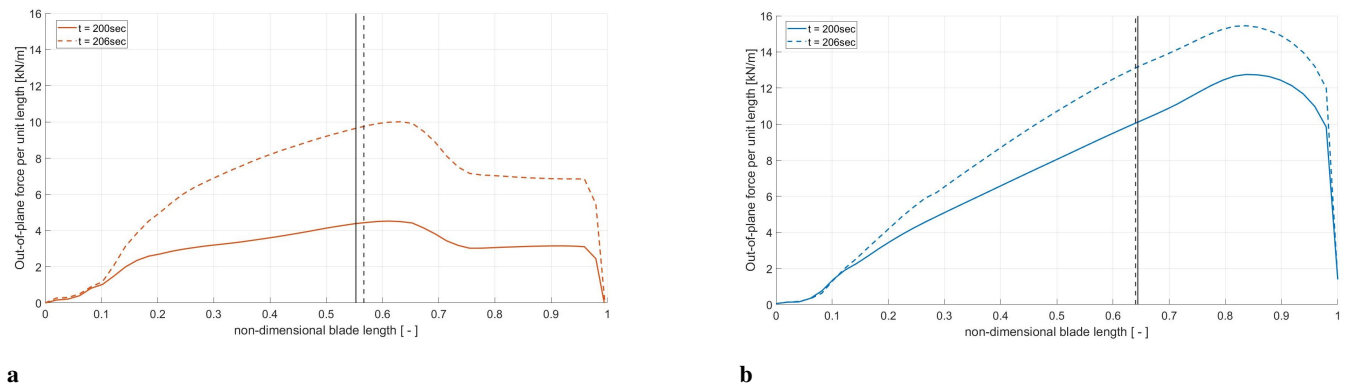 16
14
12
10
8
6
4
2
0
Out-of-plane force per unit length [kN/m]
t = 200sec
t = 206sec
0 0.1 0.2 0.3 0.4 0.5 0.6 0.7 0.8 0.9 1
non-dimensional blade length [ - ]
a
16
14
12
10
8
6
4
2
0
Out-of-plane force per unit length [kN/m]
t = 200sec
t = 206sec
0 0.1 0.2 0.3 0.4 0.5 0.6 0.7 0.8 0.9 1
non-dimensional blade length [ - ]
b